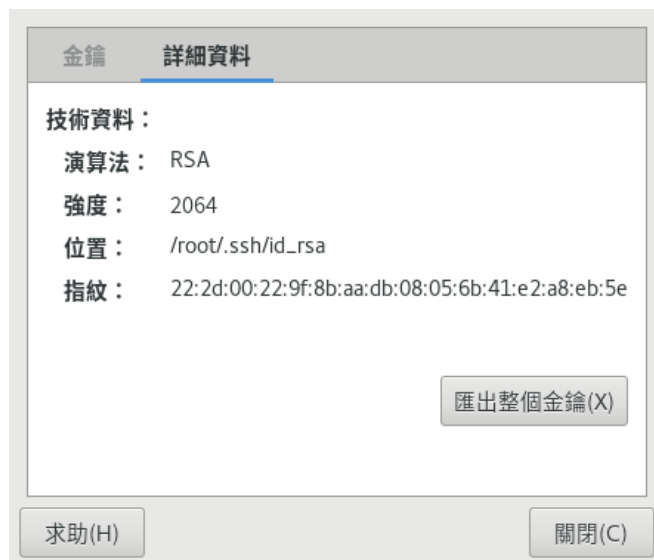 金鑰 詳細資料
技術資料：
演算法： RSA
強度： 2064
位置： /root/.ssh/id_rsa
指紋： 22:2d:00:22:9f:8b:aa:db:08:05:6b:41:e2:a8:eb:5e
匯出整個金鑰(X)
求助(H) 關閉(C)